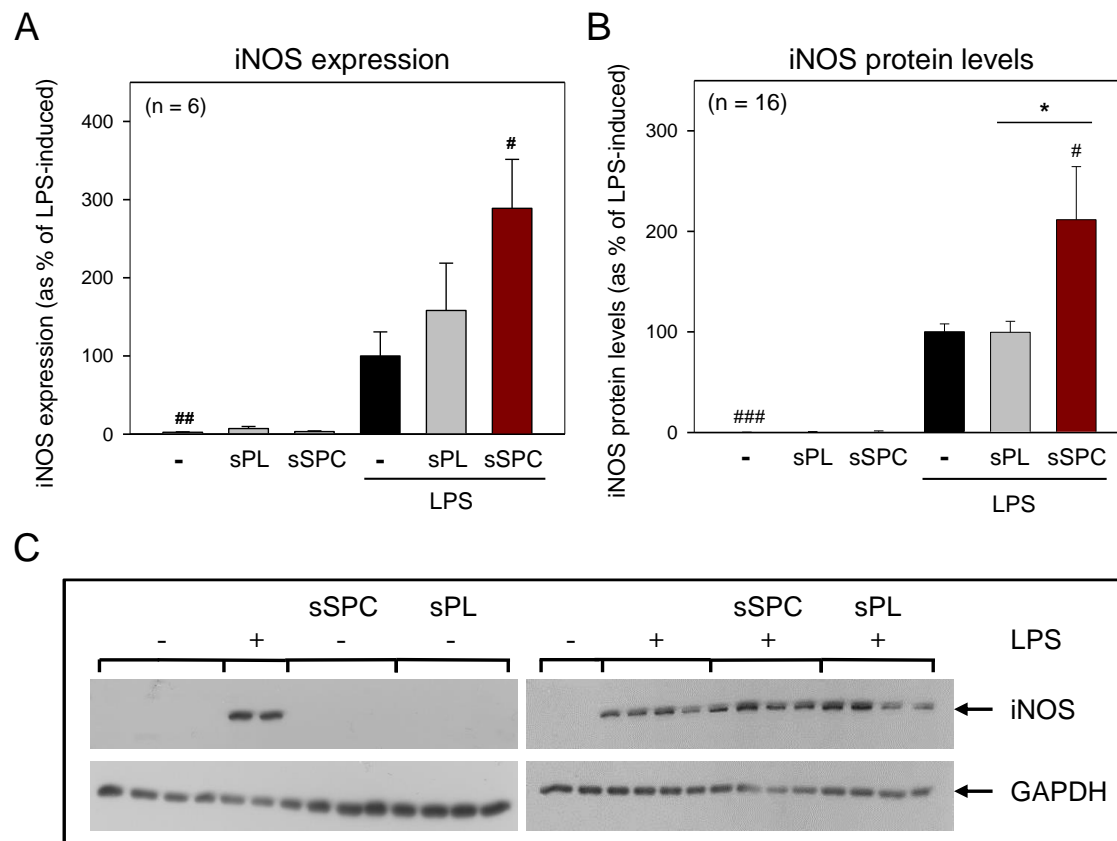 A
iNOS expression
iNOS expression (as % of LPS-induced)
(n = 6)
400
300
200
100
0
##
#
- sPL sSPC - sPL sSPC
LPS
B
iNOS protein levels
iNOS protein levels (as % of LPS-induced)
(n = 16)
300
200
100
0
*
###
#
- sPL sSPC - sPL sSPC
LPS
C
sSPC sPL sSPC sPL
- + - - - + + + LPS
iNOS
GAPDH